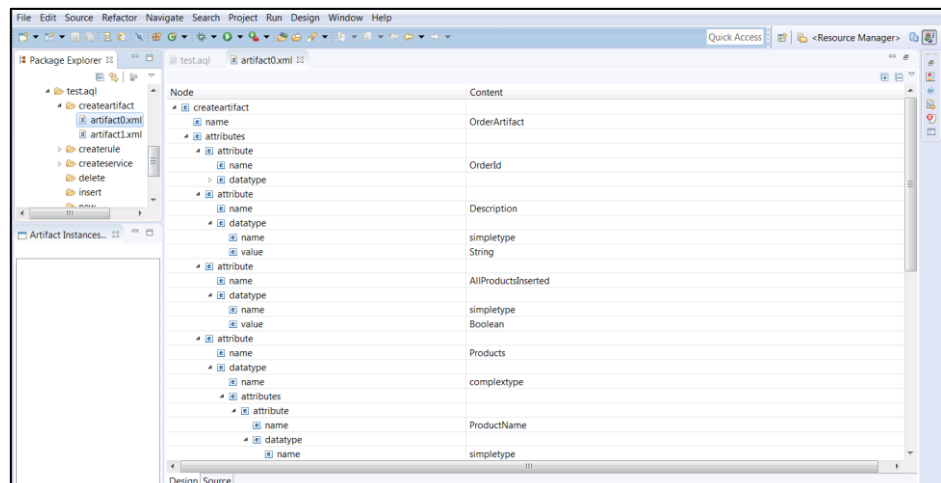 File Edit Source Refactor Navigate Search Project Run Design Window Help
Quick Access <Resource Manager>
Package Explorer
test.aql artifact0.xml
test.aql
createartifact
artifact0.xml
artifact1.xml
createrule
createservice
delete
insert
new
Artifact Instances...
Node Content
createartifact
name OrderArtifact
attributes
attribute
name OrderId
datatype
attribute
name Description
datatype
name simpletype
value String
attribute
name AllProductsInserted
datatype
name simpletype
value Boolean
attribute
name Products
datatype
name complextype
attributes
attribute
name ProductName
datatype
name simpletype
Design Source